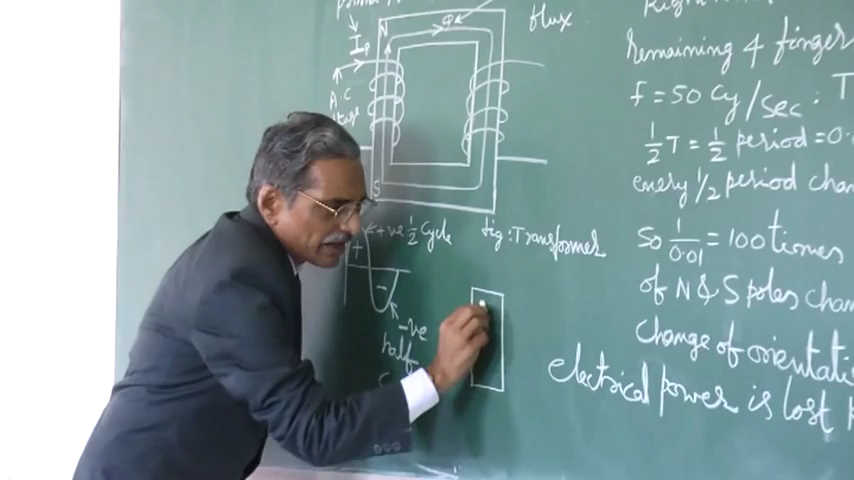 N
Φ
flux
Ip
A.C
S
+ve 1/2 Cycle
+
-
-ve
half
fig: Transformer
remaining 4 finger
f = 50 Cy/sec : T
1/2 T = 1/2 period = 0.
every 1/2 period chan
So 1/0.01 = 100 times
of N & S poles chan
Change of orientati
electrical power is lost